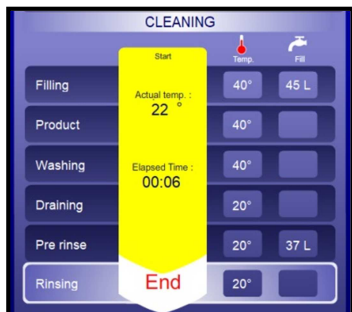 CLEANING
Start
Temp.
Fill
Filling
Actual temp. :
22 °
40°
45 L
Product
40°
Washing
Elapsed Time :
00:06
40°
Draining
20°
Pre rinse
20°
37 L
Rinsing
End
20°